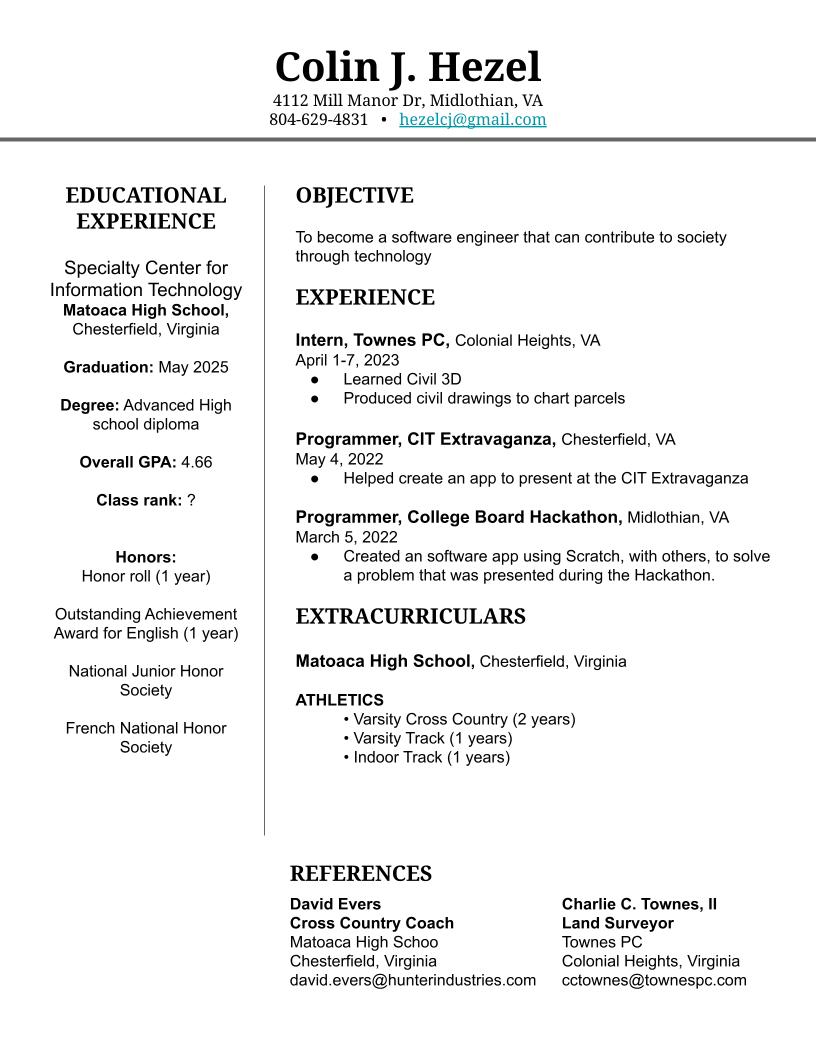 Colin J. Hezel
4112 Mill Manor Dr, Midlothian, VA
804-629-4831 • hezelcj@gmail.com
EDUCATIONAL
EXPERIENCE
Specialty Center for
Information Technology
Matoaca High School,
Chesterfield, Virginia
Graduation: May 2025
Degree: Advanced High
school diploma
Overall GPA: 4.66
Class rank: ?
Honors:
Honor roll (1 year)
Outstanding Achievement
Award for English (1 year)
National Junior Honor
Society
French National Honor
Society
OBJECTIVE
To become a software engineer that can contribute to society
through technology
EXPERIENCE
Intern, Townes PC, Colonial Heights, VA
April 1-7, 2023
● Learned Civil 3D
● Produced civil drawings to chart parcels
Programmer, CIT Extravaganza, Chesterfield, VA
May 4, 2022
● Helped create an app to present at the CIT Extravaganza
Programmer, College Board Hackathon, Midlothian, VA
March 5, 2022
● Created an software app using Scratch, with others, to solve
a problem that was presented during the Hackathon.
EXTRACURRICULARS
Matoaca High School, Chesterfield, Virginia
ATHLETICS
• Varsity Cross Country (2 years)
• Varsity Track (1 years)
• Indoor Track (1 years)
REFERENCES
David Evers
Cross Country Coach
Matoaca High Schoo
Chesterfield, Virginia
david.evers@hunterindustries.com
Charlie C. Townes, II
Land Surveyor
Townes PC
Colonial Heights, Virginia
cctownes@townespc.com